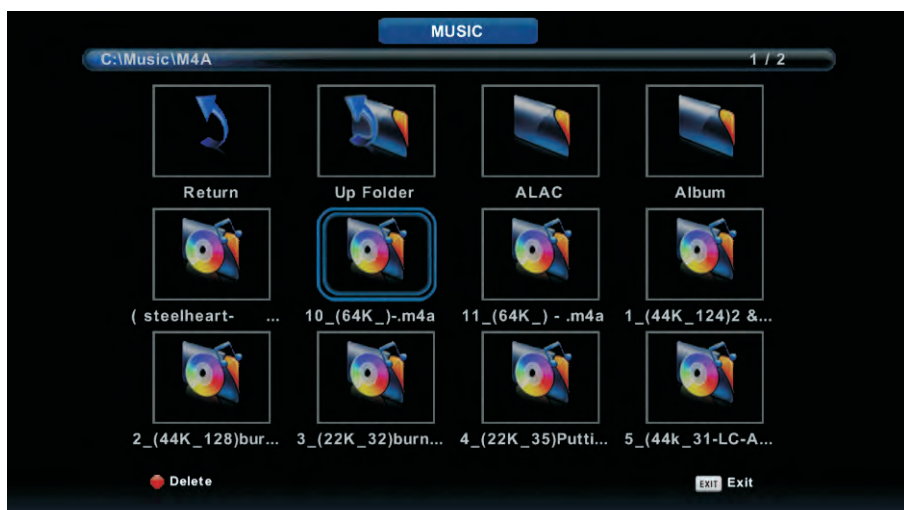 MUSIC
C:\Music\M4A 1 / 2
Return Up Folder ALAC Album
( steelheart- ... 10_(64K_)-.m4a 11_(64K_) - .m4a 1_(44K_124)2 &...
2_(44K_128)bur... 3_(22K_32)burn... 4_(22K_35)Putti... 5_(44k_31-LC-A...
Delete EXIT Exit